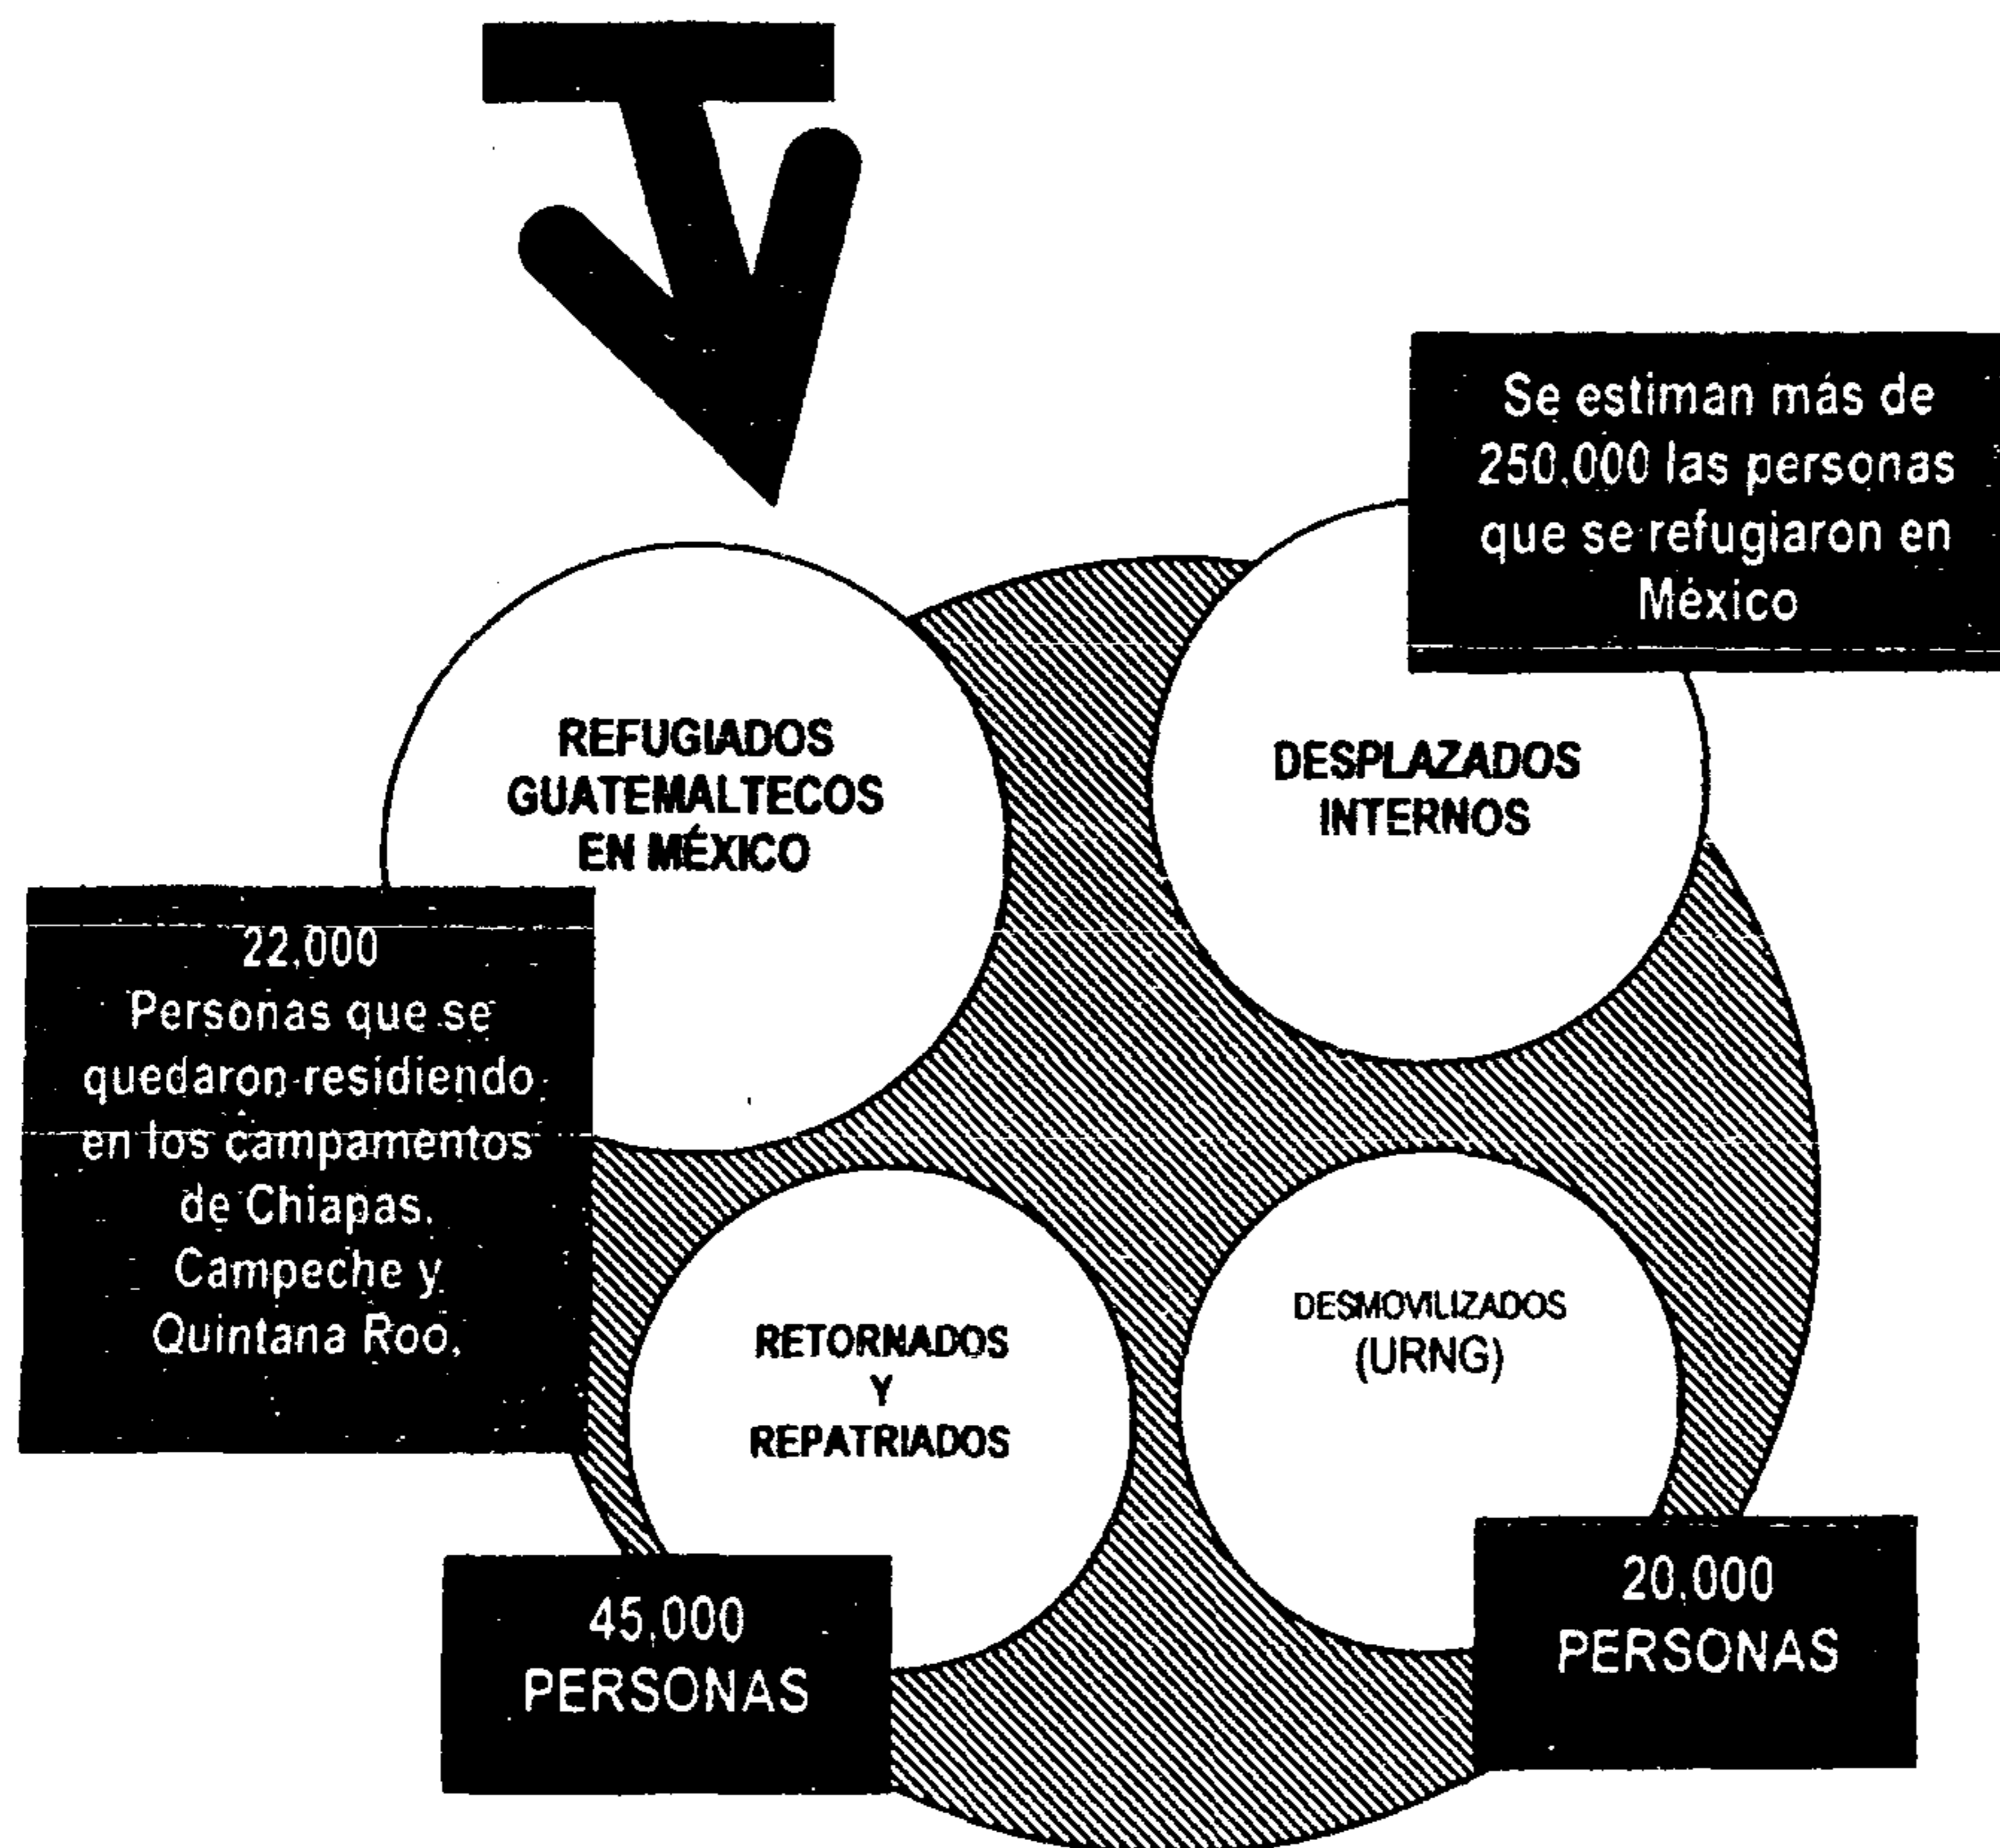 Se estiman más de
250,000 las personas
que se refugiaron en
México
REFUGIADOS
GUATEMALTECOS
EN MÉXICO
DESPLAZADOS
INTERNOS
22,000
Personas que se
quedaron residiendo
en los campamentos
de Chiapas,
Campeche y
Quintana Roo,
RETORNADOS
Y
REPATRIADOS
DESMOVILIZADOS
(URNG)
45,000
PERSONAS
20,000
PERSONAS